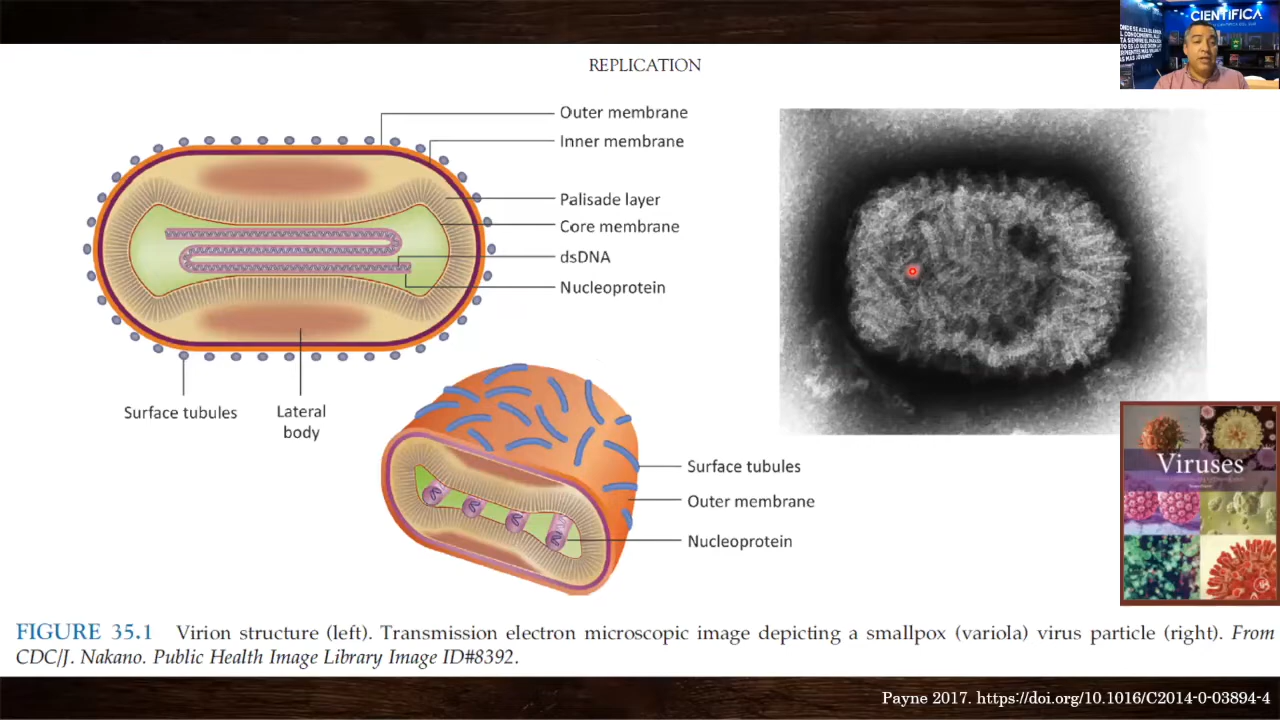 REPLICATION
CIENTIFICA
Outer membrane
Inner membrane
Palisade layer
Core membrane
dsDNA
Nucleoprotein
Surface tubules
Lateral
body
Surface tubules
Outer membrane
Nucleoprotein
Viruses
FIGURE 35.1 Virion structure (left). Transmission electron microscopic image depicting a smallpox (variola) virus particle (right). From
CDC/J. Nakano. Public Health Image Library Image ID#8392.
Payne 2017. https://doi.org/10.1016/C2014-0-03894-4